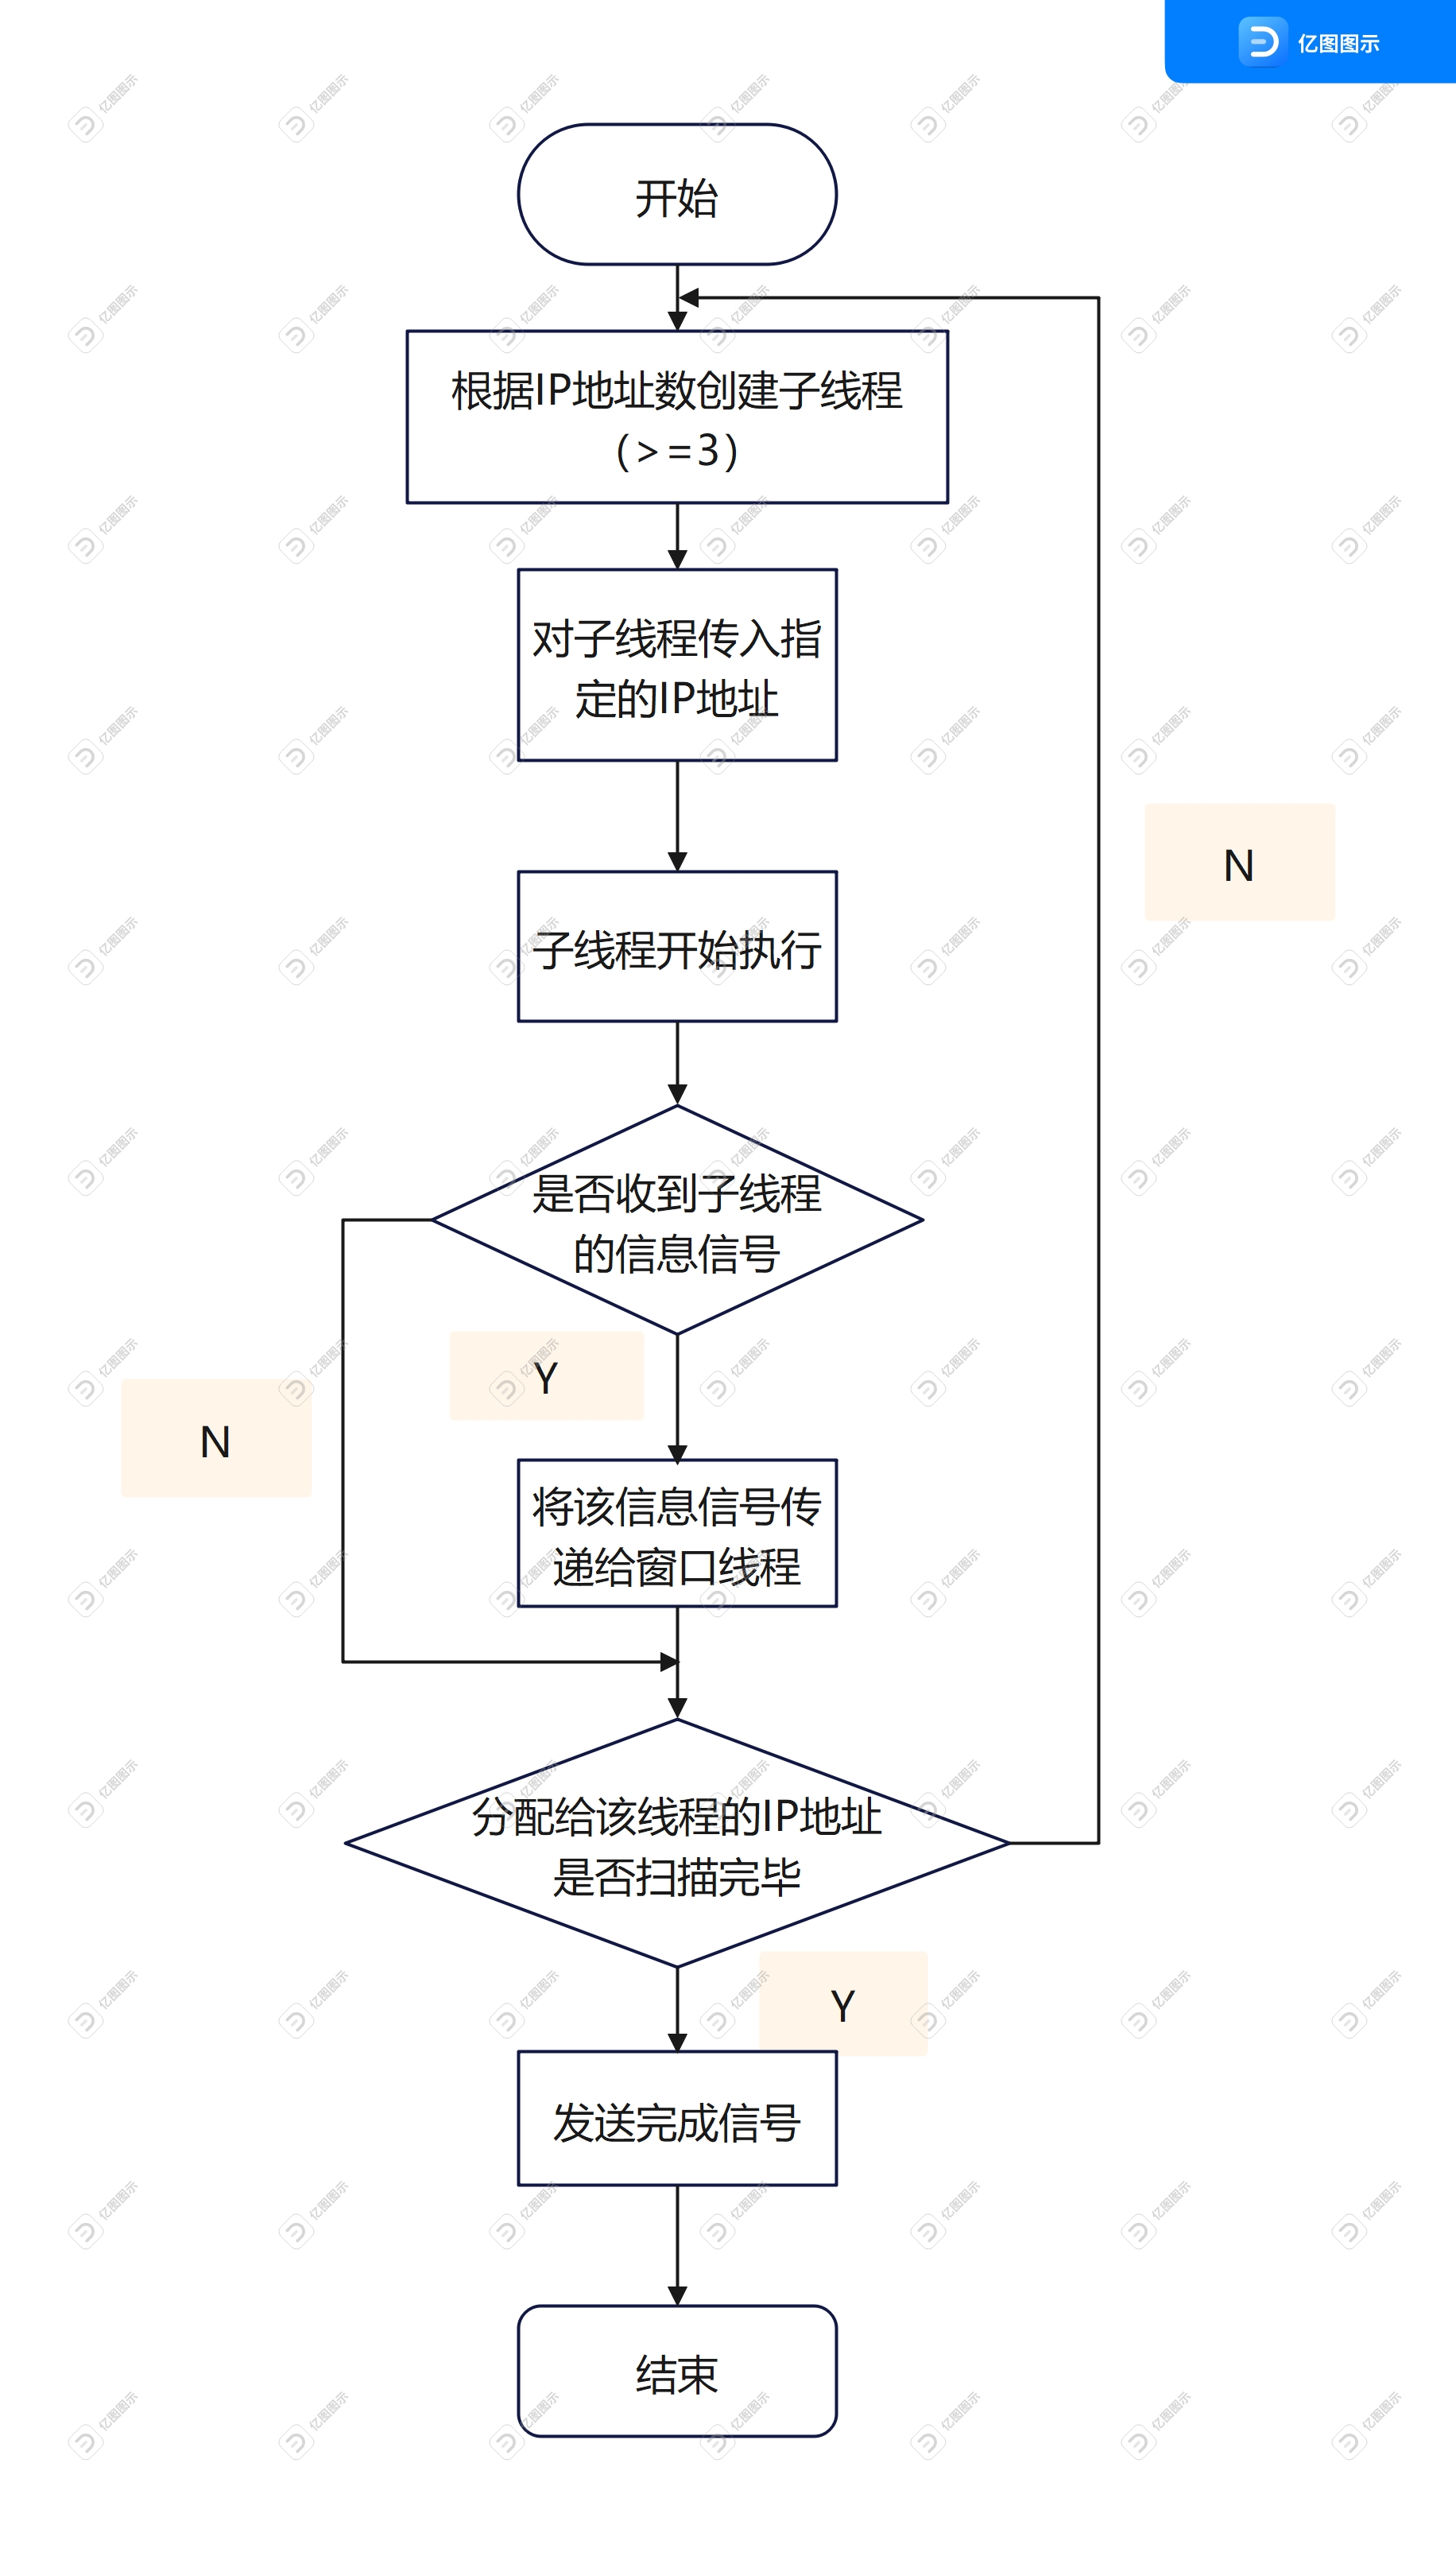 亿图图示
开始
根据IP地址数创建子线程
(>=3)
对子线程传入指
定的IP地址
N
子线程开始执行
是否收到子线程
的信息信号
Y
N
将该信息信号传
递给窗口线程
分配给该线程的IP地址
是否扫描完毕
Y
发送完成信号
结束